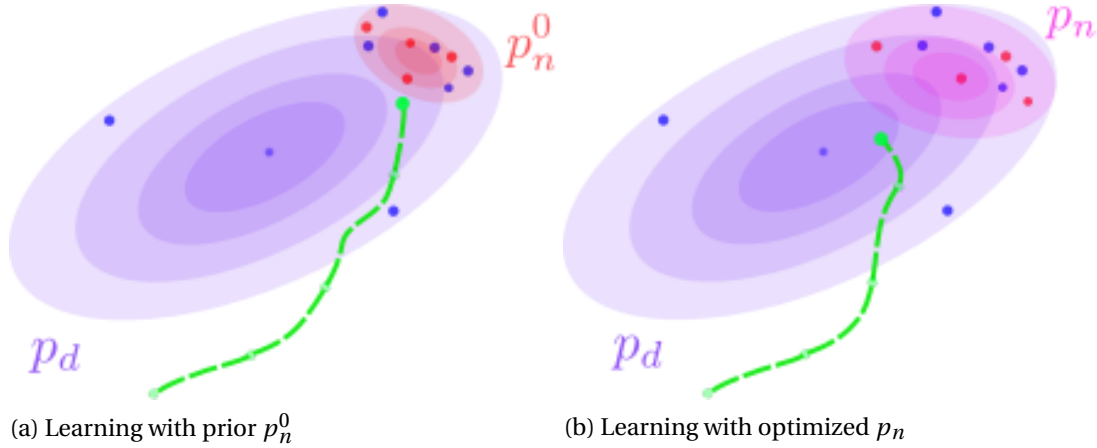 p_n^0
p_n
p_d
p_d
(a) Learning with prior p_n^0
(b) Learning with optimized p_n